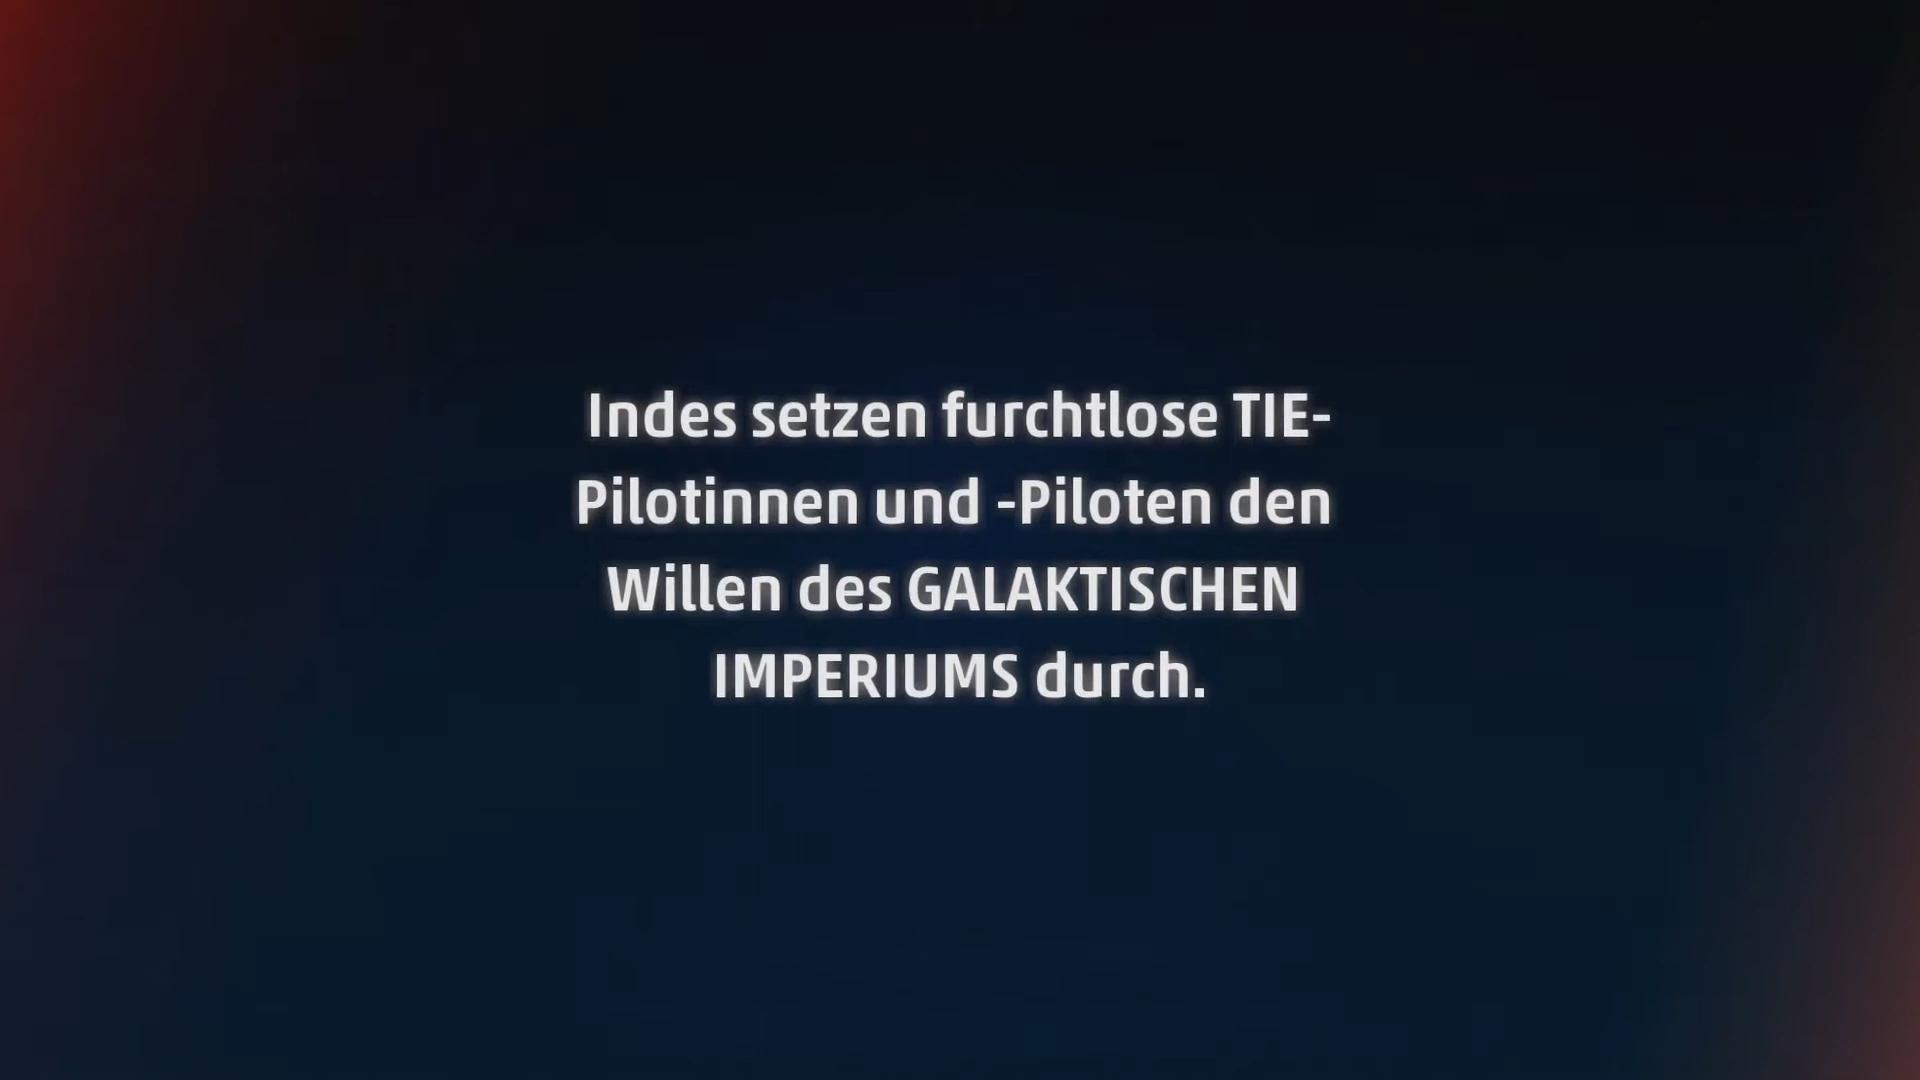 Indes setzen furchtlose TIE-
Pilotinnen und -Piloten den
Willen des GALAKTISCHEN
IMPERIUMS durch.